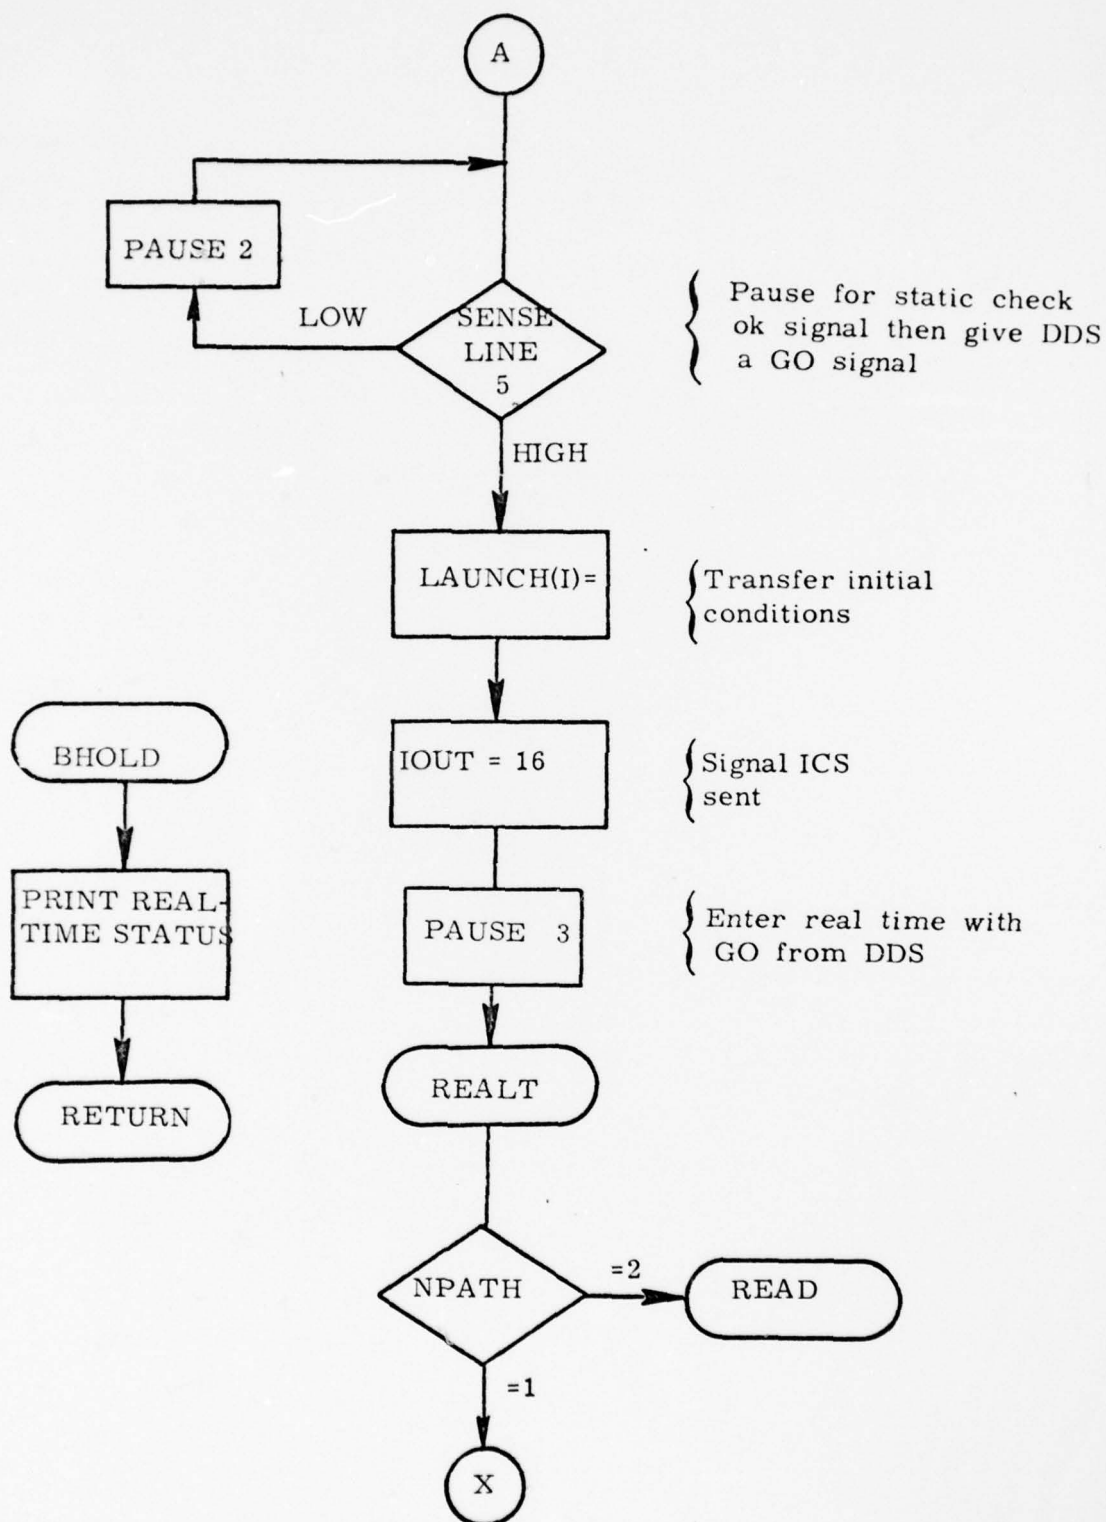 A
PAUSE 2
LOW
SENSE
LINE
5
Pause for static check
ok signal then give DDS
a GO signal
HIGH
LAUNCH(I)=
Transfer initial
conditions
BHOLD
IOUT = 16
Signal ICS
sent
PRINT REAL-
TIME STATUS
PAUSE 3
Enter real time with
GO from DDS
REALT
RETURN
NPATH
=2
READ
=1
X